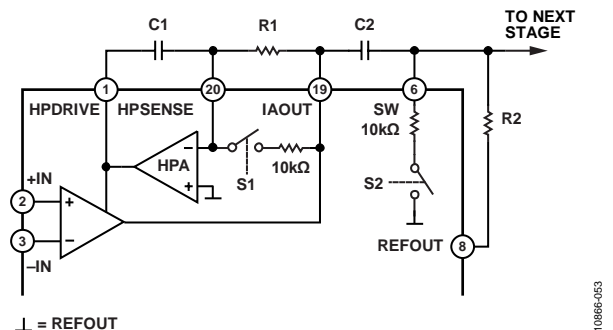 TO NEXT
STAGE
C1
R1
C2
1
20
19
6
HPDRIVE
HPSENSE
IAOUT
SW
10kΩ
R2
–
HPA
+
S1
10kΩ
S2
+IN
2
+
3
–
–IN
REFOUT
8
= REFOUT
10866-053